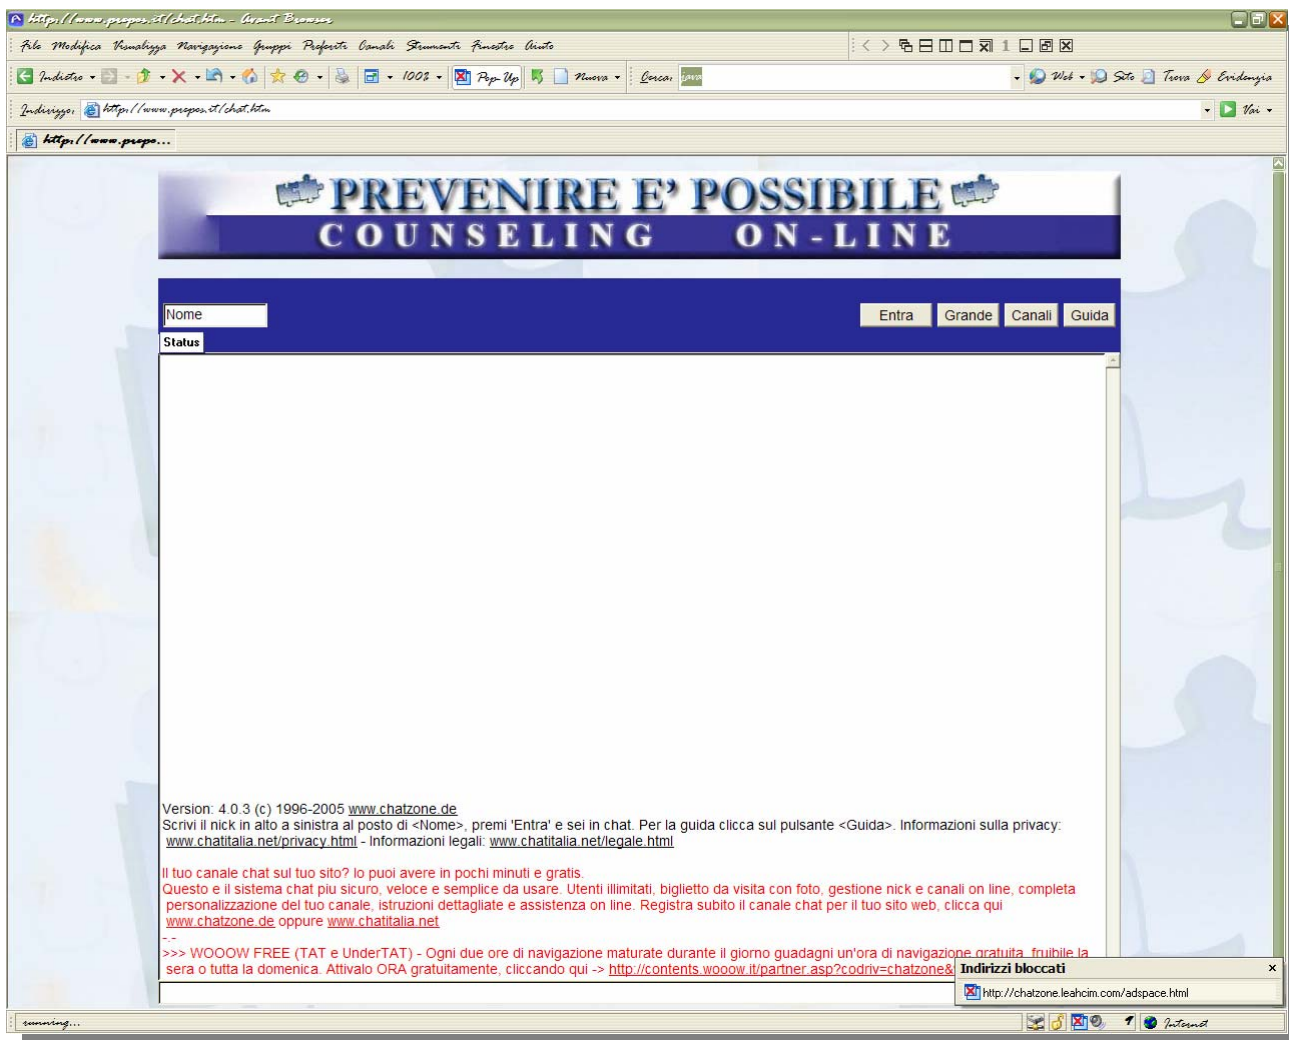 http://www.prepos.it/chat.htm - Avant Browser
File Modifica Visualizza Navigazione Gruppi Preferiti Canali Strumenti Finestre Aiuto
1
Indietro 100% Pop-Up Nuova Cerca: java Web Sito Trova Evidenzia
Indirizzo: http://www.prepos.it/chat.htm Vai
http://www.prepo...
PREVENIRE E' POSSIBILE
COUNSELING ON-LINE
Nome Entra Grande Canali Guida
Status
Version: 4.0.3 (c) 1996-2005 www.chatzone.de
Scrivi il nick in alto a sinistra al posto di <Nome>, premi 'Entra' e sei in chat. Per la guida clicca sul pulsante <Guida>. Informazioni sulla privacy:
www.chatitalia.net/privacy.html - Informazioni legali: www.chatitalia.net/legale.html
Il tuo canale chat sul tuo sito? lo puoi avere in pochi minuti e gratis.
Questo e il sistema chat piu sicuro, veloce e semplice da usare. Utenti illimitati, biglietto da visita con foto, gestione nick e canali on line, completa
personalizzazione del tuo canale, istruzioni dettagliate e assistenza on line. Registra subito il canale chat per il tuo sito web, clicca qui
www.chatzone.de oppure www.chatitalia.net
-.-
>>> WOOOW FREE (TAT e UnderTAT) - Ogni due ore di navigazione maturate durante il giorno guadagni un'ora di navigazione gratuita, fruibile la
sera o tutta la domenica. Attivalo ORA gratuitamente, cliccando qui -> http://contents.wooow.it/partner.asp?codriv=chatzone&
Indirizzi bloccati
http://chatzone.leahcim.com/adspace.html
running...
Internet